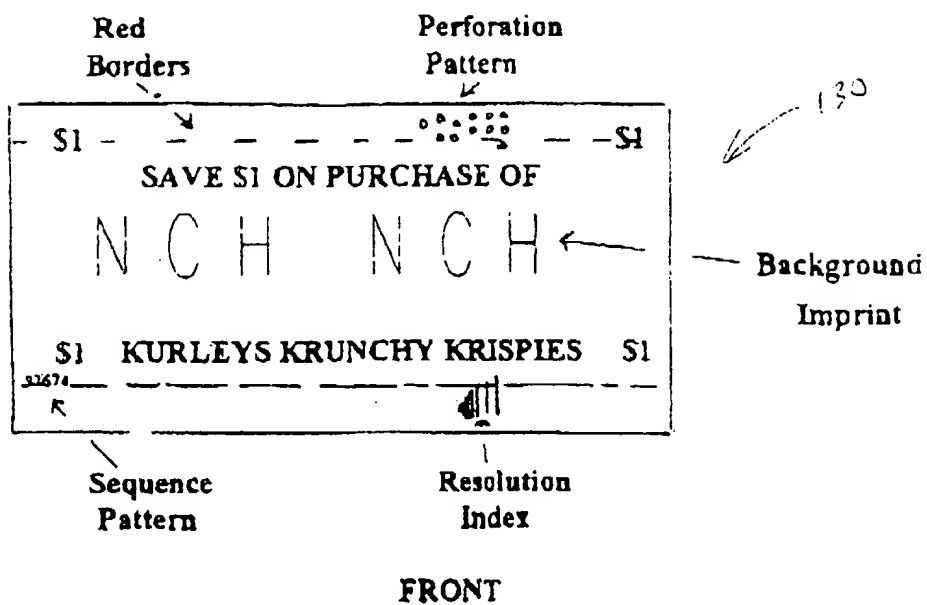 Red
Borders
Perforation
Pattern
130
$1 $1
SAVE $1 ON PURCHASE OF
N C H N C H
Background
Imprint
$1 KURLEYS KRUNCHY KRISPIES $1
Sequence
Pattern
Resolution
Index
FRONT